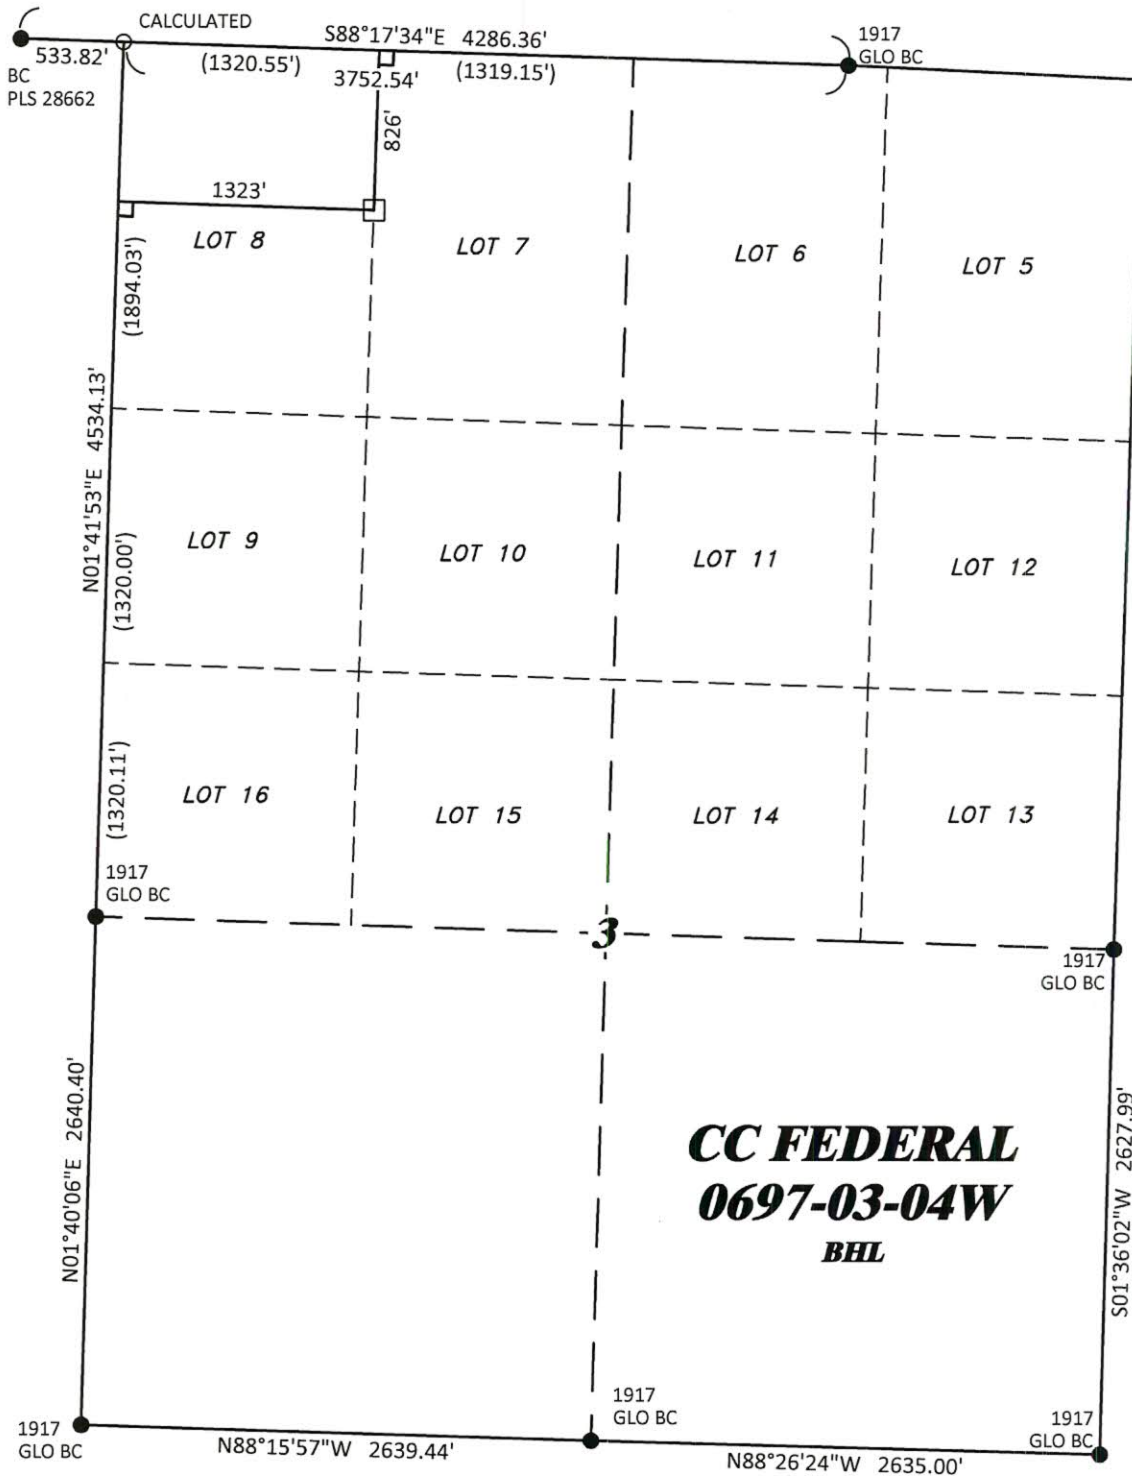 CALCULATED
S88°17'34"E 4286.36'
1917
GLO BC
533.82'
(1320.55')
3752.54'
(1319.15')
BC
PLS 28662
826'
1323'
LOT 8
LOT 7
LOT 6
LOT 5
(1894.03')
N01°41'53"E 4534.13'
LOT 9
LOT 10
LOT 11
LOT 12
(1320.00')
(1320.11')
LOT 16
LOT 15
LOT 14
LOT 13
1917
GLO BC
3
1917
GLO BC
N01°40'06"E 2640.40'
S01°36'02"W 2627.99'
CC FEDERAL
0697-03-04W
BHL
1917
GLO BC
1917
GLO BC
1917
GLO BC
N88°15'57"W 2639.44'
N88°26'24"W 2635.00'